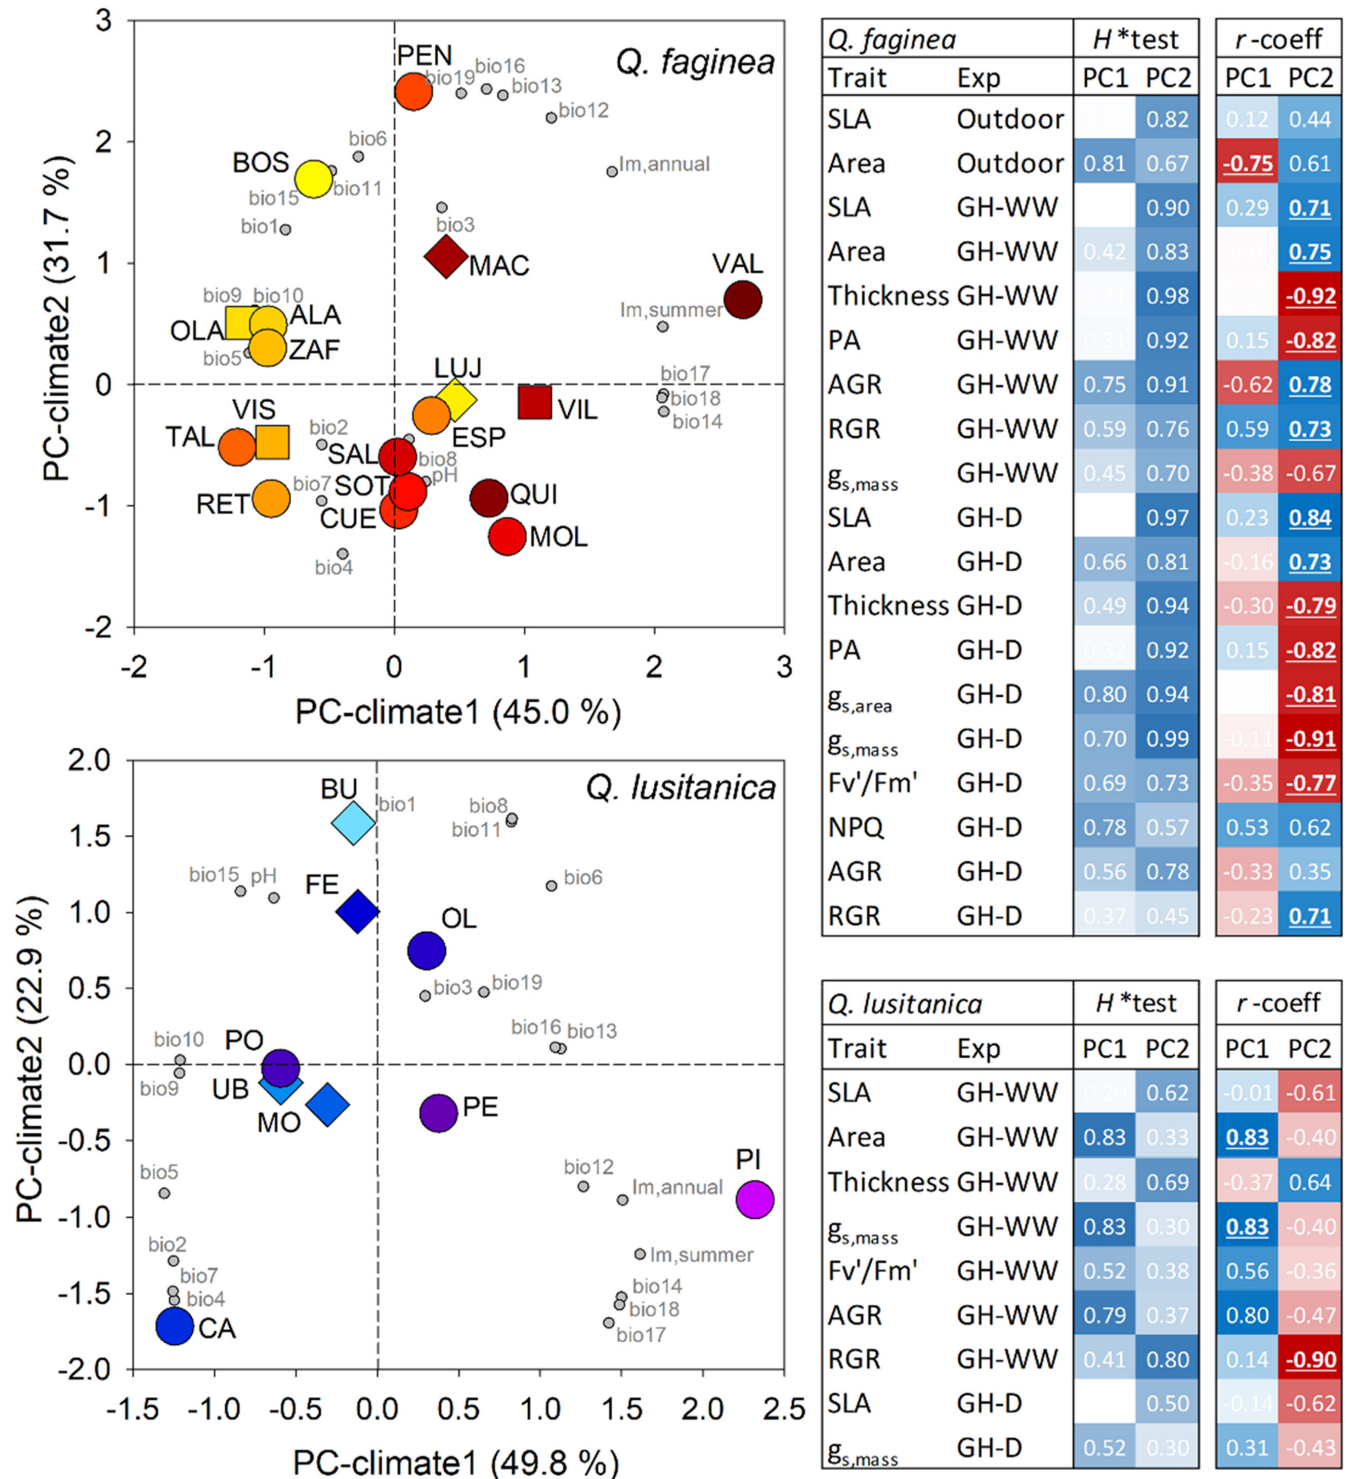 Q. faginea
PC-climate2 (31.7 %)
3
2
1
0
-1
-2
PEN
bio19
bio16
bio13
bio12
bio6
BOS
bio11
bio15
bio1
Im,annual
bio3
MAC
VAL
bio9
bio10
OLA
ALA
ZAF
bio5
Im,summer
LUJ
bio17
bio18
bio14
VIL
VIS
TAL
bio2
ESP
SAL
bio8
pH
SOT
bio7
RET
CUE
QUI
MOL
bio4
-2
-1
0
1
2
3
PC-climate1 (45.0 %)
Q. lusitanica
PC-climate2 (22.9 %)
2.0
1.5
1.0
0.5
0.0
-0.5
-1.0
-1.5
-2.0
BU
bio1
bio8
bio11
bio15
pH
FE
bio6
OL
bio3
bio19
bio10
PO
bio16
bio13
bio9
UB
MO
PE
bio5
bio12
PI
Im,annual
bio2
Im,summer
bio7
bio14
bio4
bio18
CA
bio17
-1.5
-1.0
-0.5
0.0
0.5
1.0
1.5
2.0
2.5
PC-climate1 (49.8 %)
Q. faginea H*test r-coeff
Trait Exp PC1 PC2 PC1 PC2
SLA Outdoor 0.82 0.12 0.44
Area Outdoor 0.81 0.67 -0.75 0.61
SLA GH-WW 0.90 0.29 0.71
Area GH-WW 0.42 0.83 0.75
Thickness GH-WW 0.98 -0.92
PA GH-WW 0.31 0.92 0.15 -0.82
AGR GH-WW 0.75 0.91 -0.62 0.78
RGR GH-WW 0.59 0.76 0.59 0.73
gs,mass GH-WW 0.45 0.70 -0.38 -0.67
SLA GH-D 0.97 0.23 0.84
Area GH-D 0.66 0.81 -0.16 0.73
Thickness GH-D 0.49 0.94 -0.30 -0.79
PA GH-D 0.32 0.92 0.15 -0.82
gs,area GH-D 0.80 0.94 -0.81
gs,mass GH-D 0.70 0.99 -0.11 -0.91
Fv'/Fm' GH-D 0.69 0.73 -0.35 -0.77
NPQ GH-D 0.78 0.57 0.53 0.62
AGR GH-D 0.56 0.78 -0.33 0.35
RGR GH-D 0.37 0.45 -0.23 0.71
Q. lusitanica H*test r-coeff
Trait Exp PC1 PC2 PC1 PC2
SLA GH-WW 0.20 0.62 -0.01 -0.61
Area GH-WW 0.83 0.33 0.83 -0.40
Thickness GH-WW 0.28 0.69 -0.37 0.64
gs,mass GH-WW 0.83 0.30 0.83 -0.40
Fv'/Fm' GH-WW 0.52 0.38 0.56 -0.36
AGR GH-WW 0.79 0.37 0.80 -0.47
RGR GH-WW 0.41 0.80 0.14 -0.90
SLA GH-D 0.50 -0.14 -0.62
gs,mass GH-D 0.52 0.30 0.31 -0.43